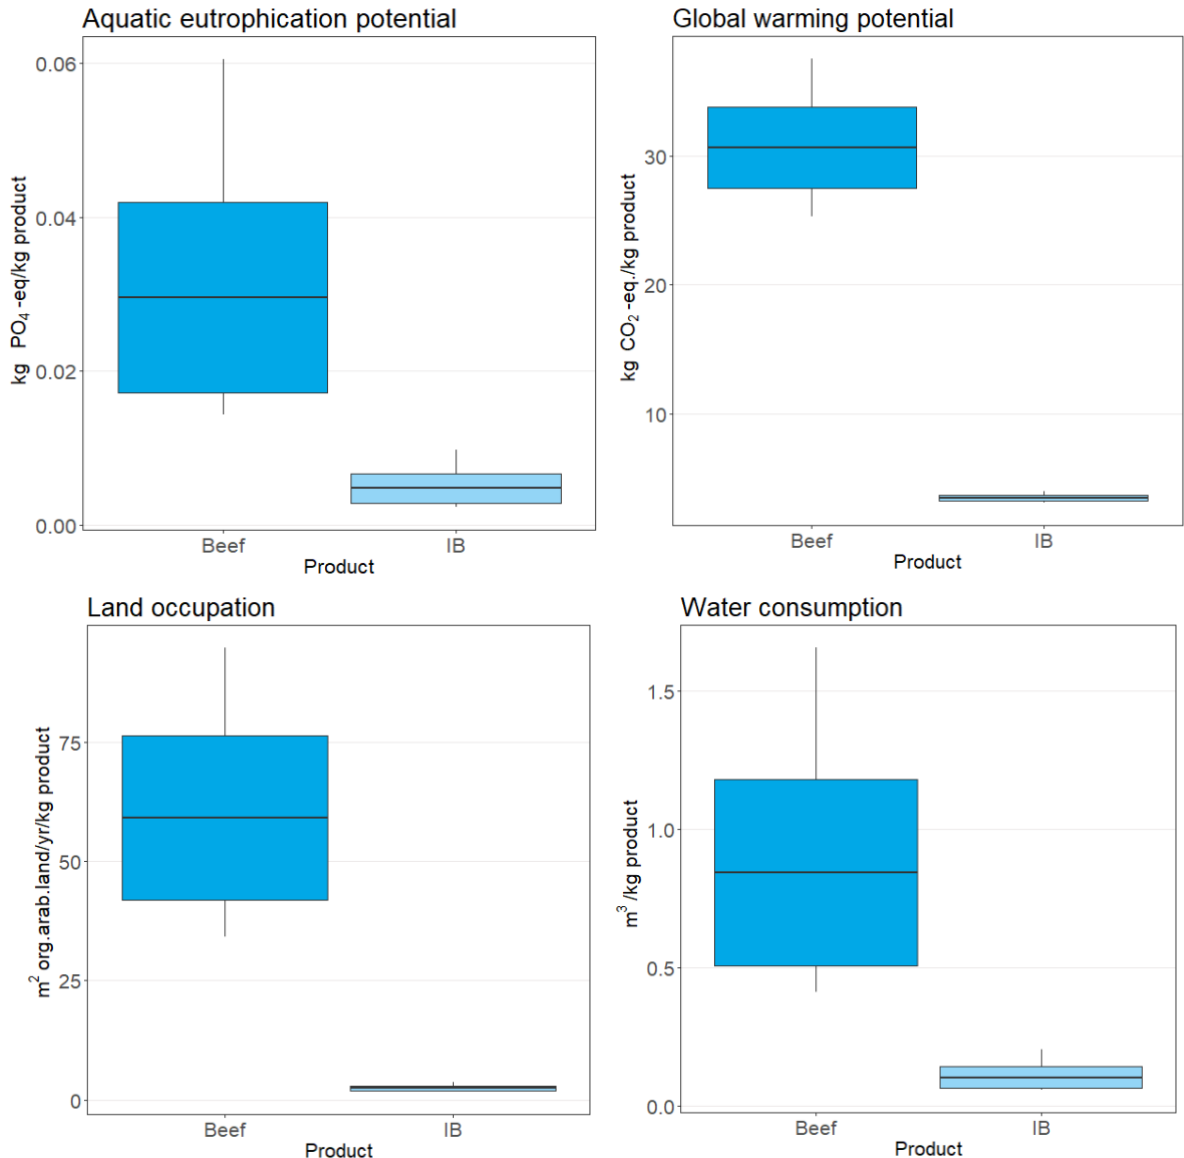 Aquatic eutrophication potential
kg PO₄ -eq/kg product
0.06
0.04
0.02
0.00
Beef IB
Product
Global warming potential
kg CO₂ -eq./kg product
30
20
10
Beef IB
Product
Land occupation
m² org.arab.land/yr/kg product
75
50
25
0
Beef IB
Product
Water consumption
m³ /kg product
1.5
1.0
0.5
0.0
Beef IB
Product